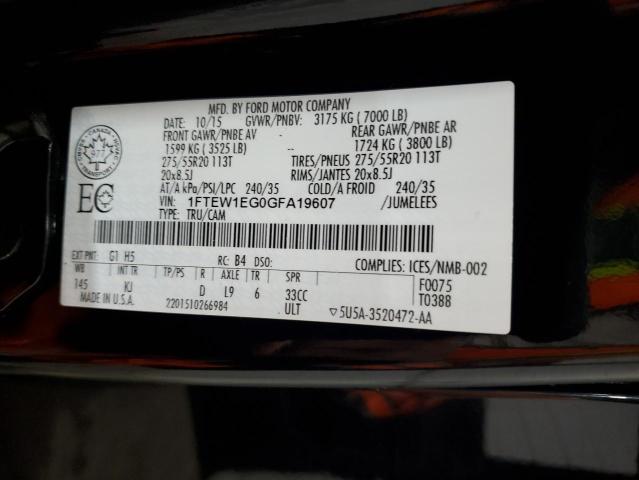 MFD. BY FORD MOTOR COMPANY
DATE: 10/15 GVWR/PNBV: 3175 KG ( 7000 LB)
FRONT GAWR/PNBE AV REAR GAWR/PNBE AR
1599 KG ( 3525 LB) 1724 KG ( 3800 LB)
275/55R20 113T TIRES/PNEUS 275/55R20 113T
20x8.5J RIMS/JANTES 20x8.5J
AT/A kPa/PSI/LPC 240/35 COLD/A FROID 240/35
VIN: 1FTEW1EG0GFA19607 /JUMELEES
TYPE: TRU/CAM
CANADA
977
TRANSPORT
EC
EXT PNT: G1 H5 RC: B4 DSO: COMPLIES: ICES/NMB-002
WB INT TR TP/PS R AXLE TR SPR F0075
145 KJ D L9 6 33CC T0388
MADE IN U.S.A. 2201510266984 ULT ▽5U5A-3520472-AA